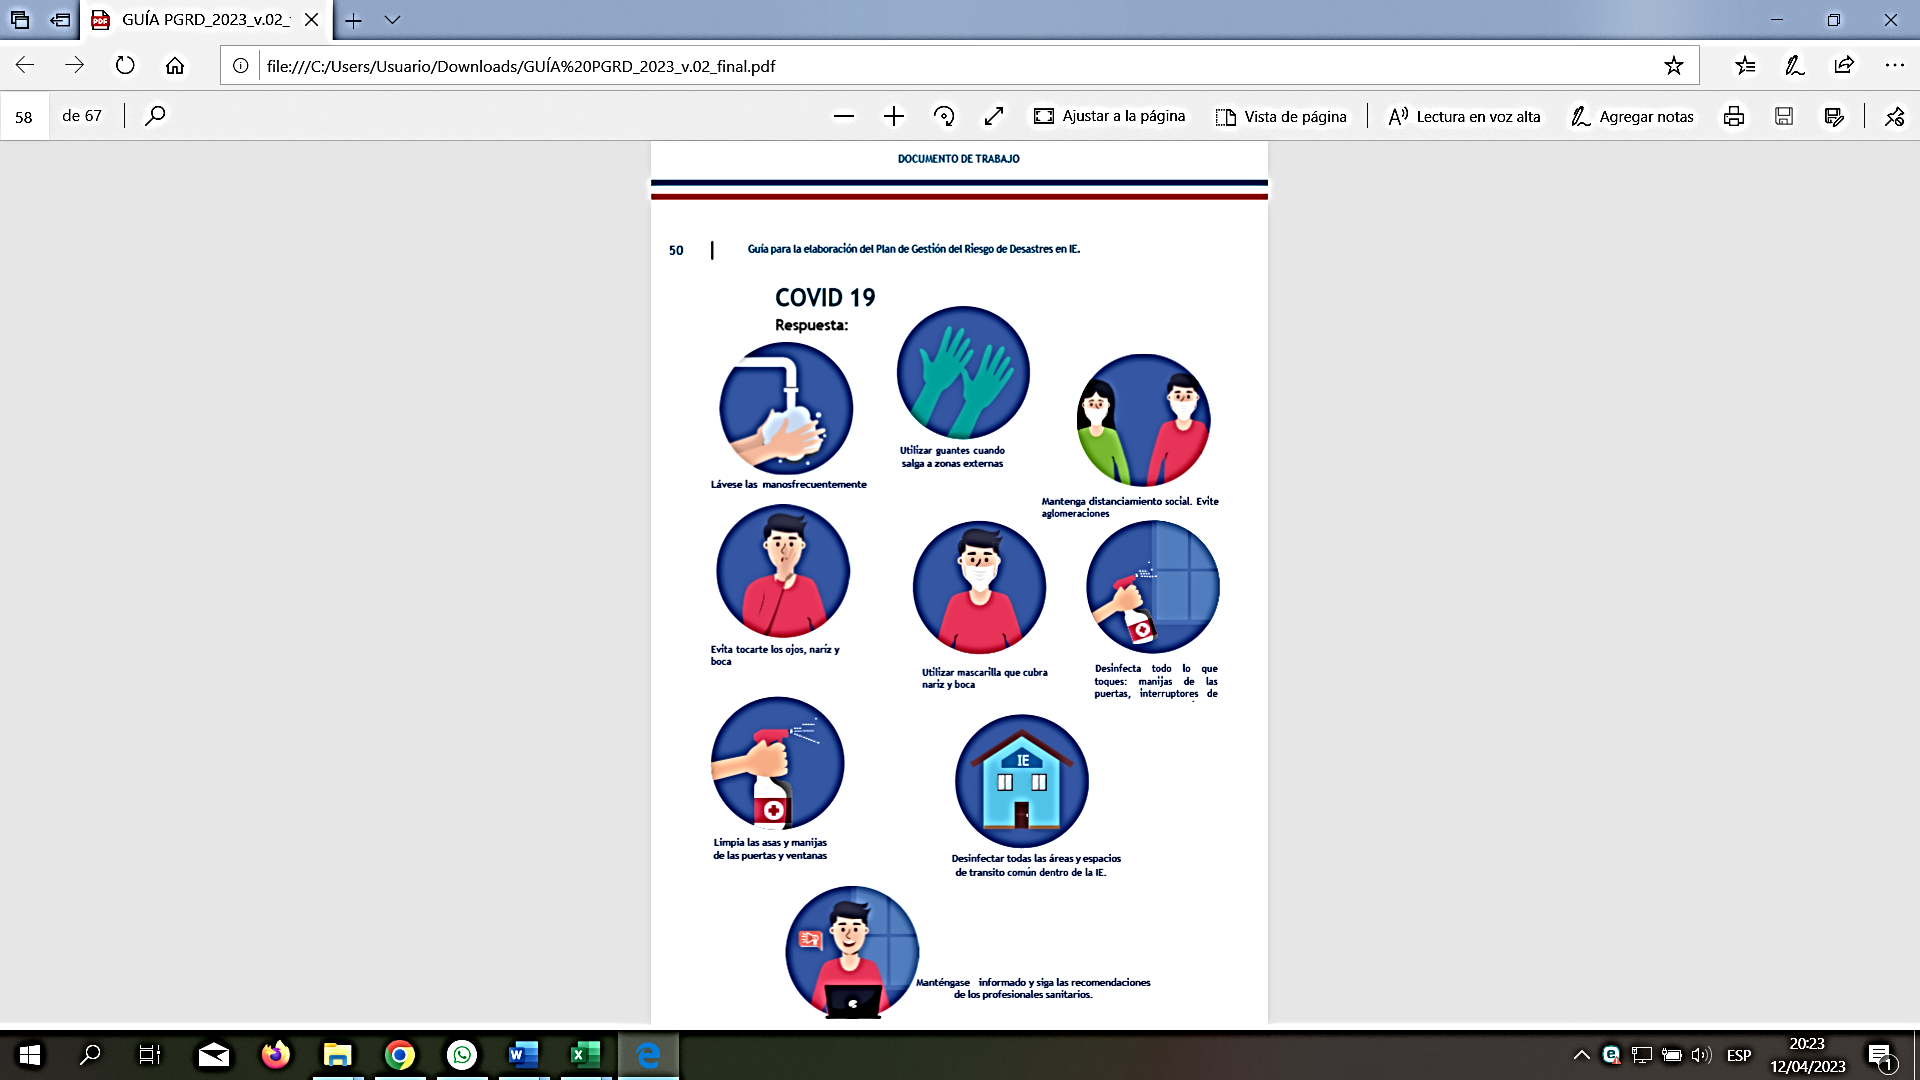 GUÍA PGRD_2023_v.02_
file:///C:/Users/Usuario/Downloads/GUÍA%20PGRD_2023_v.02_final.pdf
58 de 67
Ajustar a la página
Vista de página
Lectura en voz alta
Agregar notas
DOCUMENTO DE TRABAJO
50 | Guía para la elaboración del Plan de Gestión del Riesgo de Desastres en IE.
COVID 19
Respuesta:
Lávese las manosfrecuentemente
Utilizar guantes cuando
salga a zonas externas
Mantenga distanciamiento social. Evite
aglomeraciones
Evita tocarte los ojos, nariz y
boca
Utilizar mascarilla que cubra
nariz y boca
Desinfecta todo lo que
toques: manijas de las
puertas, interruptores de
Limpia las asas y manijas
de las puertas y ventanas
IE
Desinfectar todas las áreas y espacios
de transito común dentro de la IE.
Manténgase informado y siga las recomendaciones
de los profesionales sanitarios.
ESP
20:23
12/04/2023
1